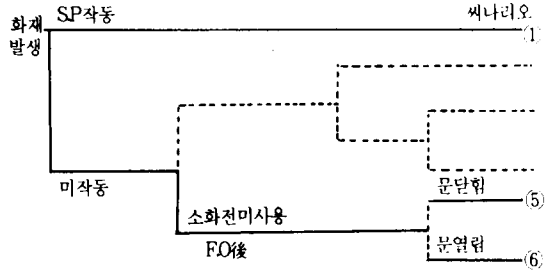 화재
발생
S.P작동
씨나리오
①
미작동
소화전미사용
F.O後
문닫힘
⑤
문열림
⑥